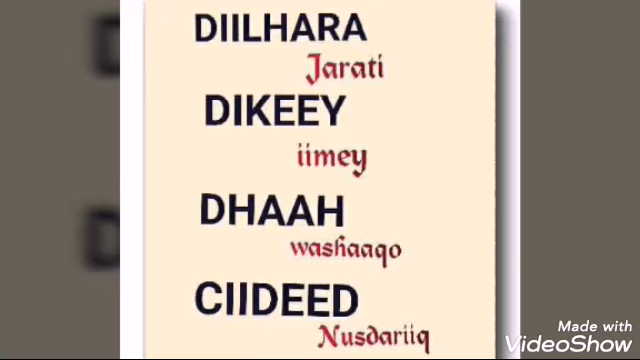 DIILHARA
Jarati
DIKEEY
iimey
DHAAH
washaaqo
CIIDEED
Nusdariiq
Made with
VideoShow